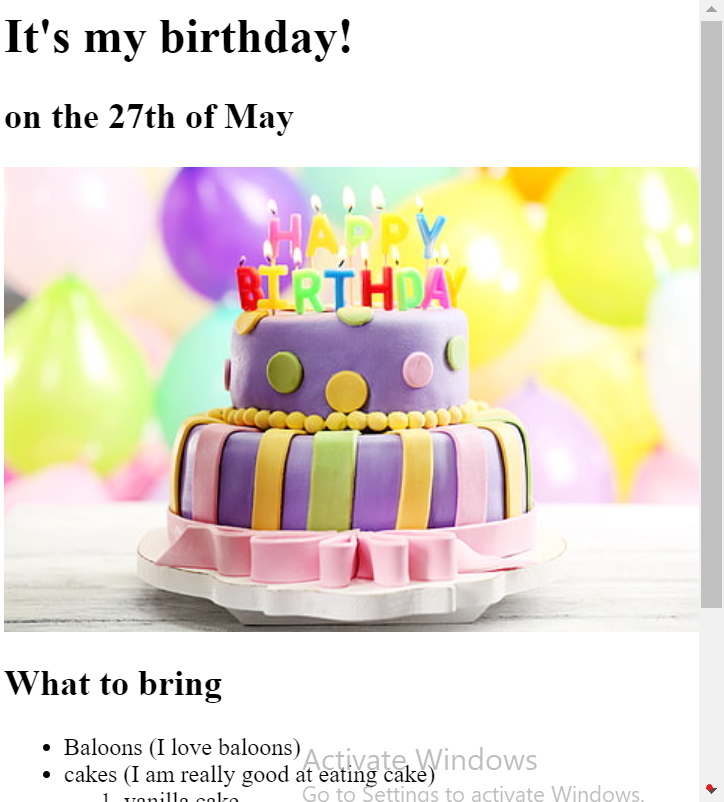 It's my birthday!
on the 27th of May
HAPPY
BIRTHDAY
What to bring
Baloons (I love baloons)
cakes (I am really good at eating cake)
1. vanilla cake
Activate Windows
Go to Settings to activate Windows.